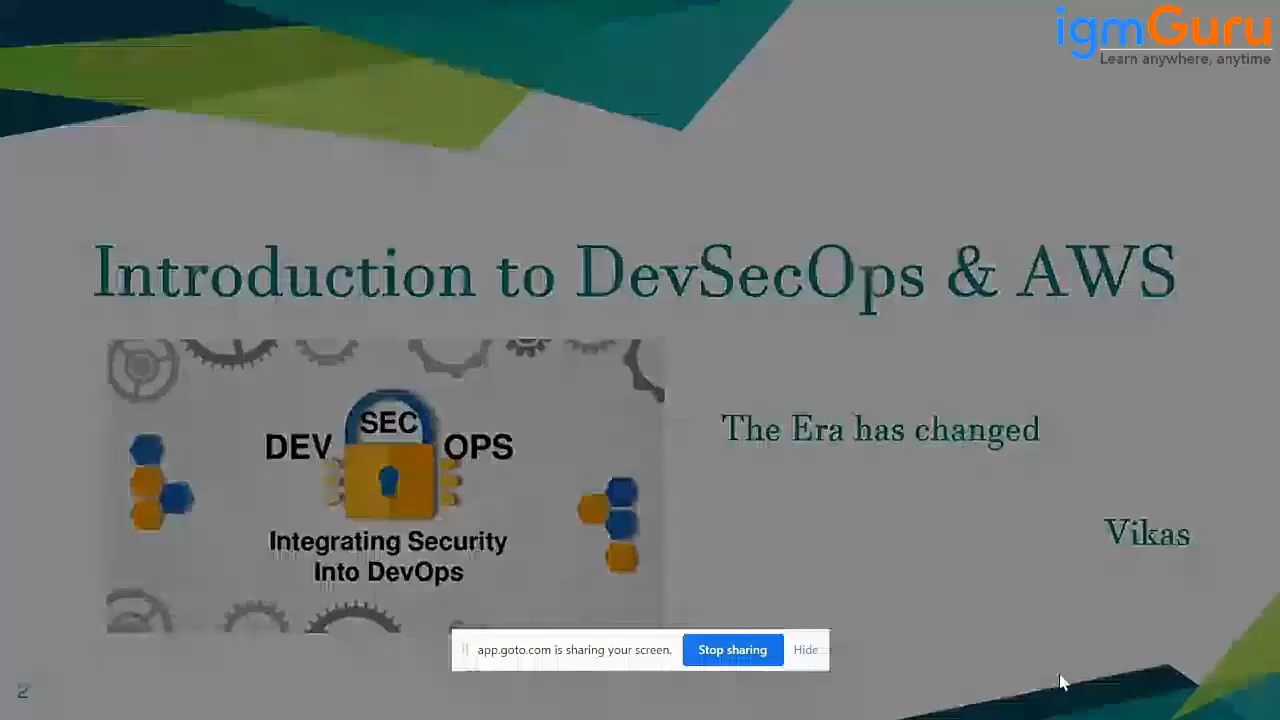 igmGuru
Learn anywhere, anytime
Introduction to DevSecOps & AWS
DEV SEC OPS
Integrating Security
Into DevOps
The Era has changed
Vikas
app.goto.com is sharing your screen. Stop sharing Hide
2